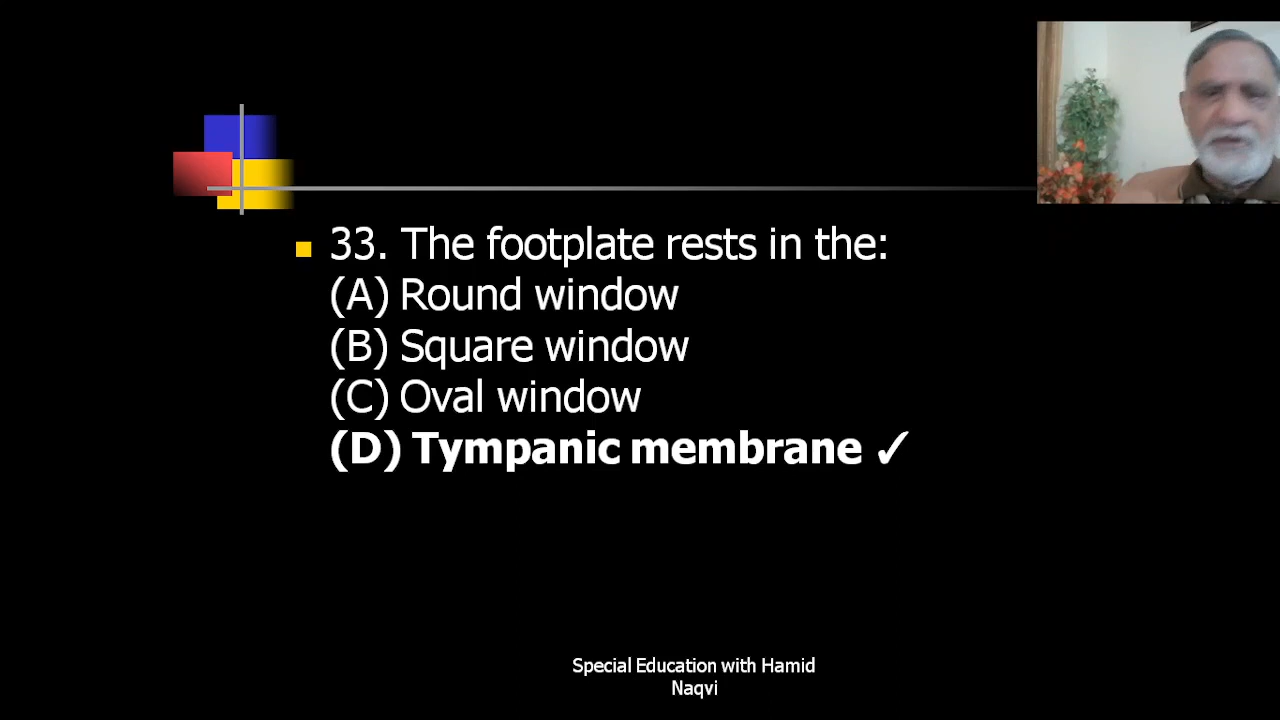 33. The footplate rests in the:
(A) Round window
(B) Square window
(C) Oval window
(D) Tympanic membrane ✓
Special Education with Hamid
Naqvi